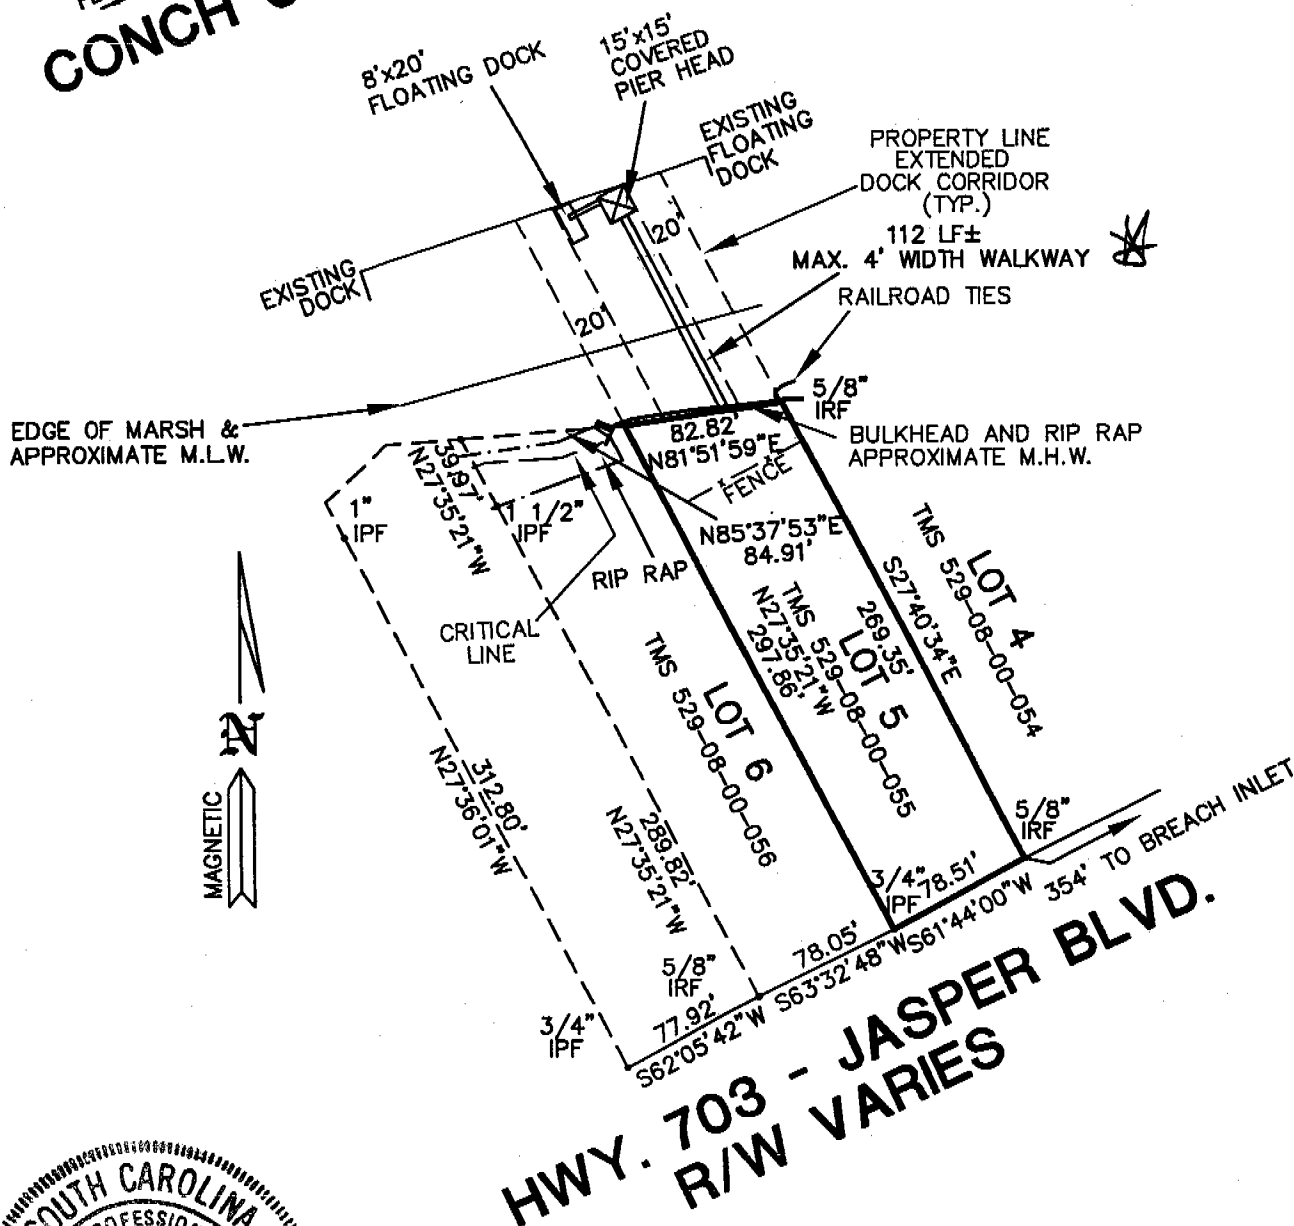 CONCH
8'x20'
FLOATING DOCK
15'x15'
COVERED
PIER HEAD
EXISTING
FLOATING
DOCK
PROPERTY LINE
EXTENDED
DOCK CORRIDOR
(TYP.)
112 LF±
MAX. 4' WIDTH WALKWAY
RAILROAD TIES
EXISTING
DOCK
20'
20'
5/8"
IRF
EDGE OF MARSH &
APPROXIMATE M.L.W.
82.82'
N81°51'59"E
FENCE
BULKHEAD AND RIP RAP
APPROXIMATE M.H.W.
39.97'
N27°35'21"W
1"
IPF
1 1/2"
IPF
N85°37'53"E
84.91'
RIP RAP
CRITICAL
LINE
LOT 4
TMS 529-08-00-054
S27°40'34"E
269.35'
LOT 5
TMS 529-08-00-055
N27°35'21"W
297.86'
LOT 6
TMS 529-08-00-056
312.80'
N27°36'01"W
289.82'
N27°35'21"W
N
MAGNETIC
5/8"
IRF
3/4"
IPF
78.51'
S61°44'00"W
354' TO BREACH INLET
78.05'
S63°32'48"W
5/8"
IRF
77.92'
S62°05'42"W
3/4"
IPF
HWY. 703 - JASPER BLVD.
R/W VARIES
SOUTH CAROLINA